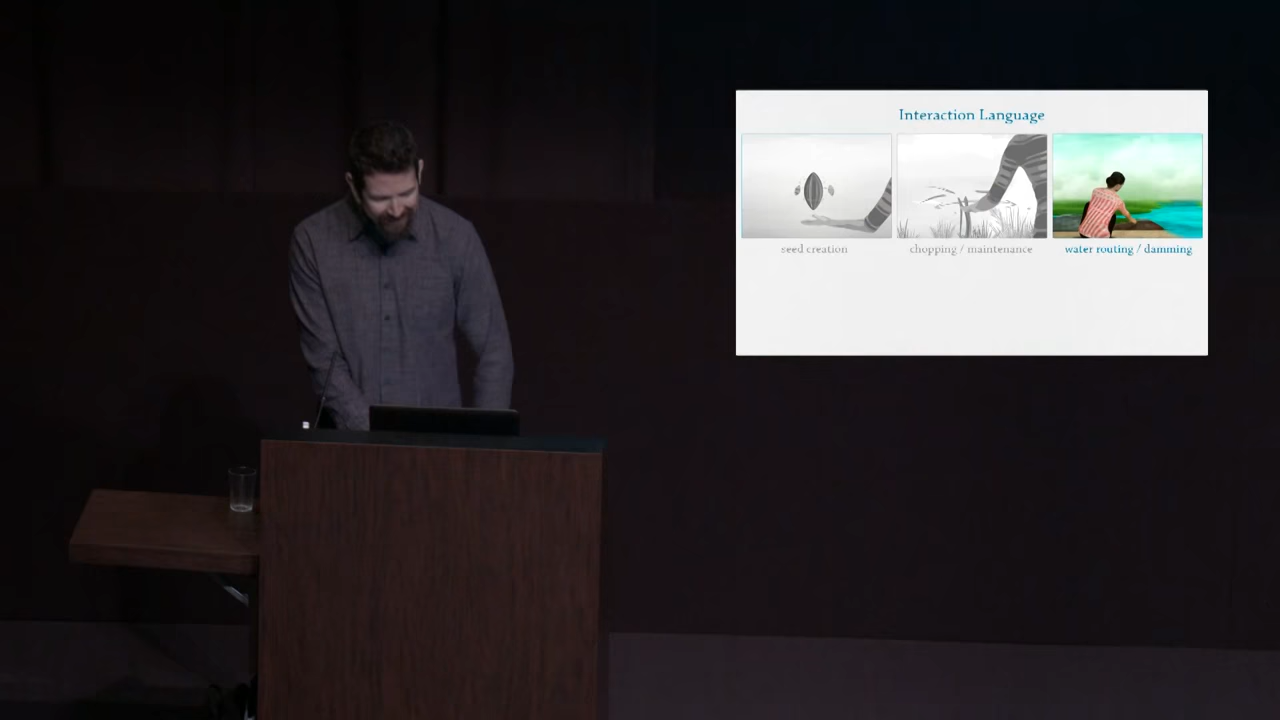 Interaction Language
seed creation
chopping / maintenance
water routing / damming